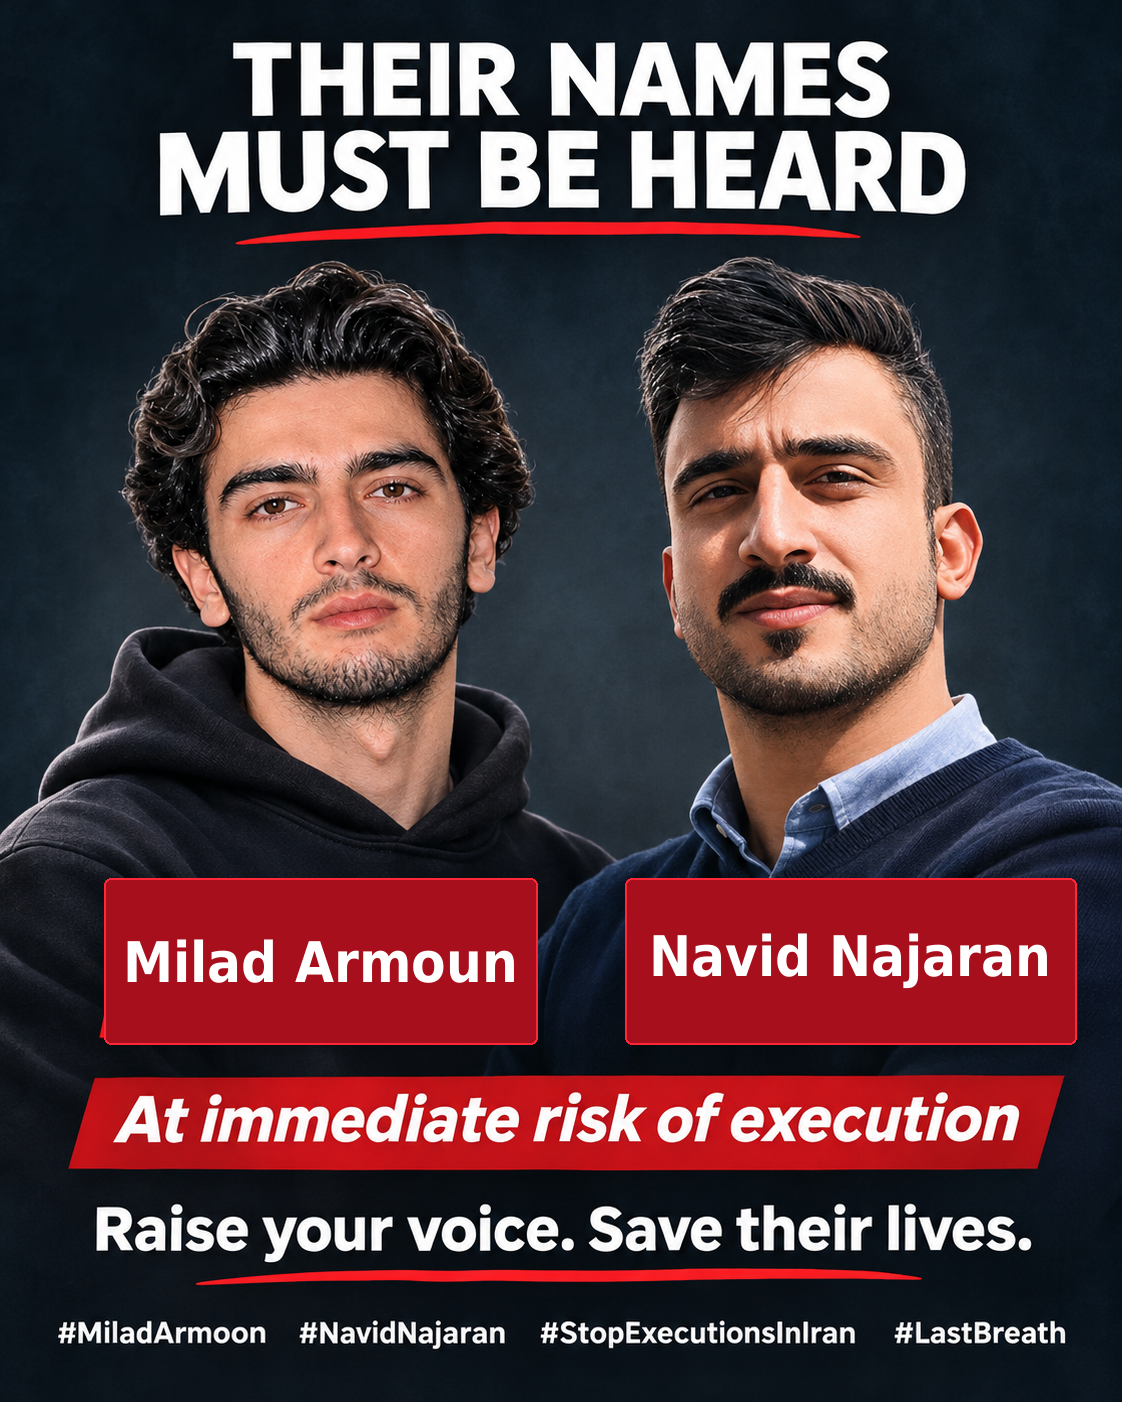 THEIR NAMES
MUST BE HEARD
Milad Armoun
Navid Najaran
At immediate risk of execution
Raise your voice. Save their lives.
#MiladArmoon #NavidNajaran #StopExecutionsInIran #LastBreath